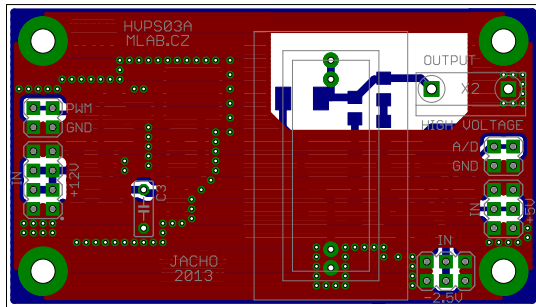 HVPS03A
MLAB.CZ
OUTPUT
X2
PWM
GND
HIGH VOLTAGE
A/D
GND
IN
+12V
C3
IN
+5V
JACHO
2013
IN
-2.5V